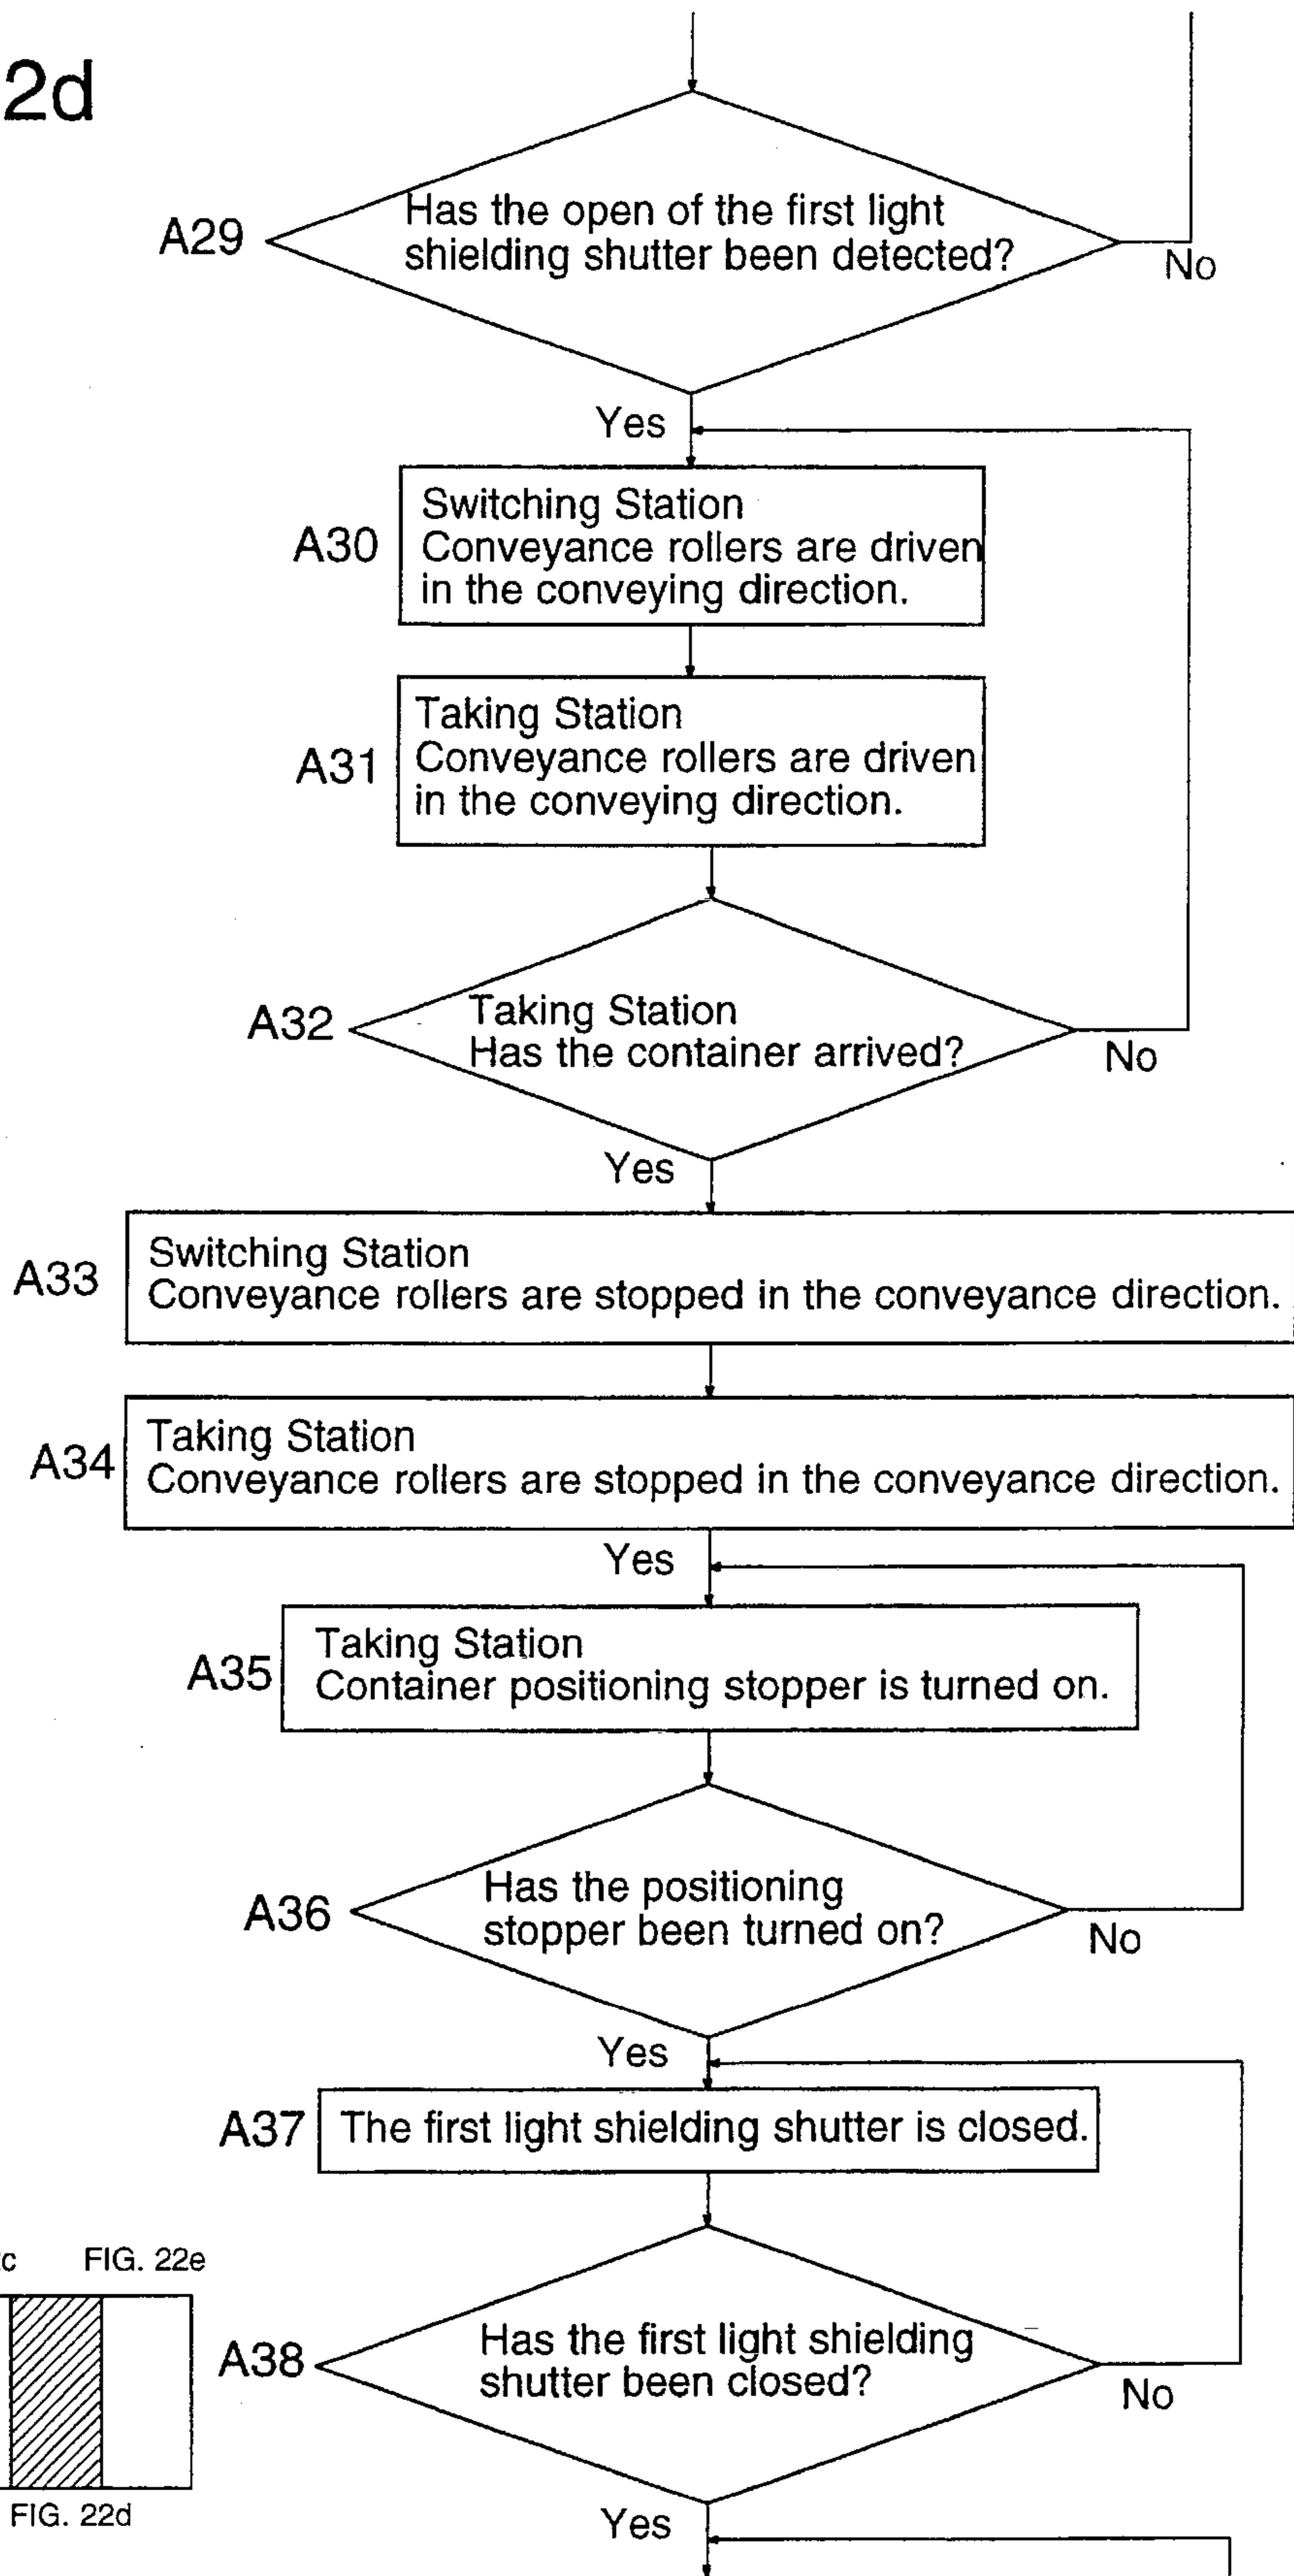 2d
A29
Has the open of the first light
shielding shutter been detected?
No
Yes
A30
Switching Station
Conveyance rollers are driven
in the conveying direction.
A31
Taking Station
Conveyance rollers are driven
in the conveying direction.
A32
Taking Station
Has the container arrived?
No
Yes
A33
Switching Station
Conveyance rollers are stopped in the conveyance direction.
A34
Taking Station
Conveyance rollers are stopped in the conveyance direction.
Yes
A35
Taking Station
Container positioning stopper is turned on.
A36
Has the positioning
stopper been turned on?
No
Yes
A37
The first light shielding shutter is closed.
c
FIG. 22e
A38
Has the first light shielding
shutter been closed?
No
FIG. 22d
Yes